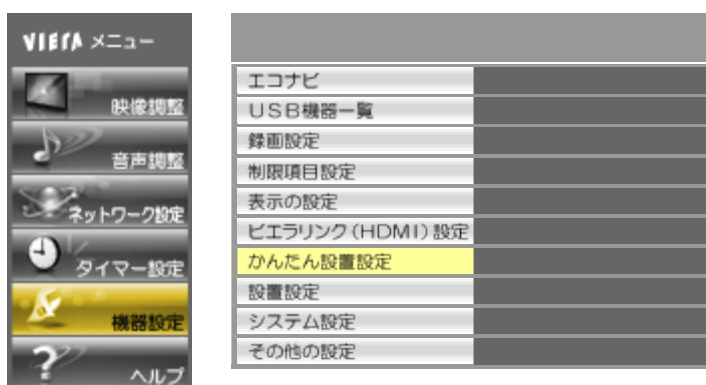 VIErA メニュー
映像調整
音声調整
ネットワーク設定
タイマー設定
機器設定
ヘルプ
エコナビ
USB機器一覧
録画設定
制限項目設定
表示の設定
ビエラリンク(HDMI)設定
かんたん設置設定
設置設定
システム設定
その他の設定